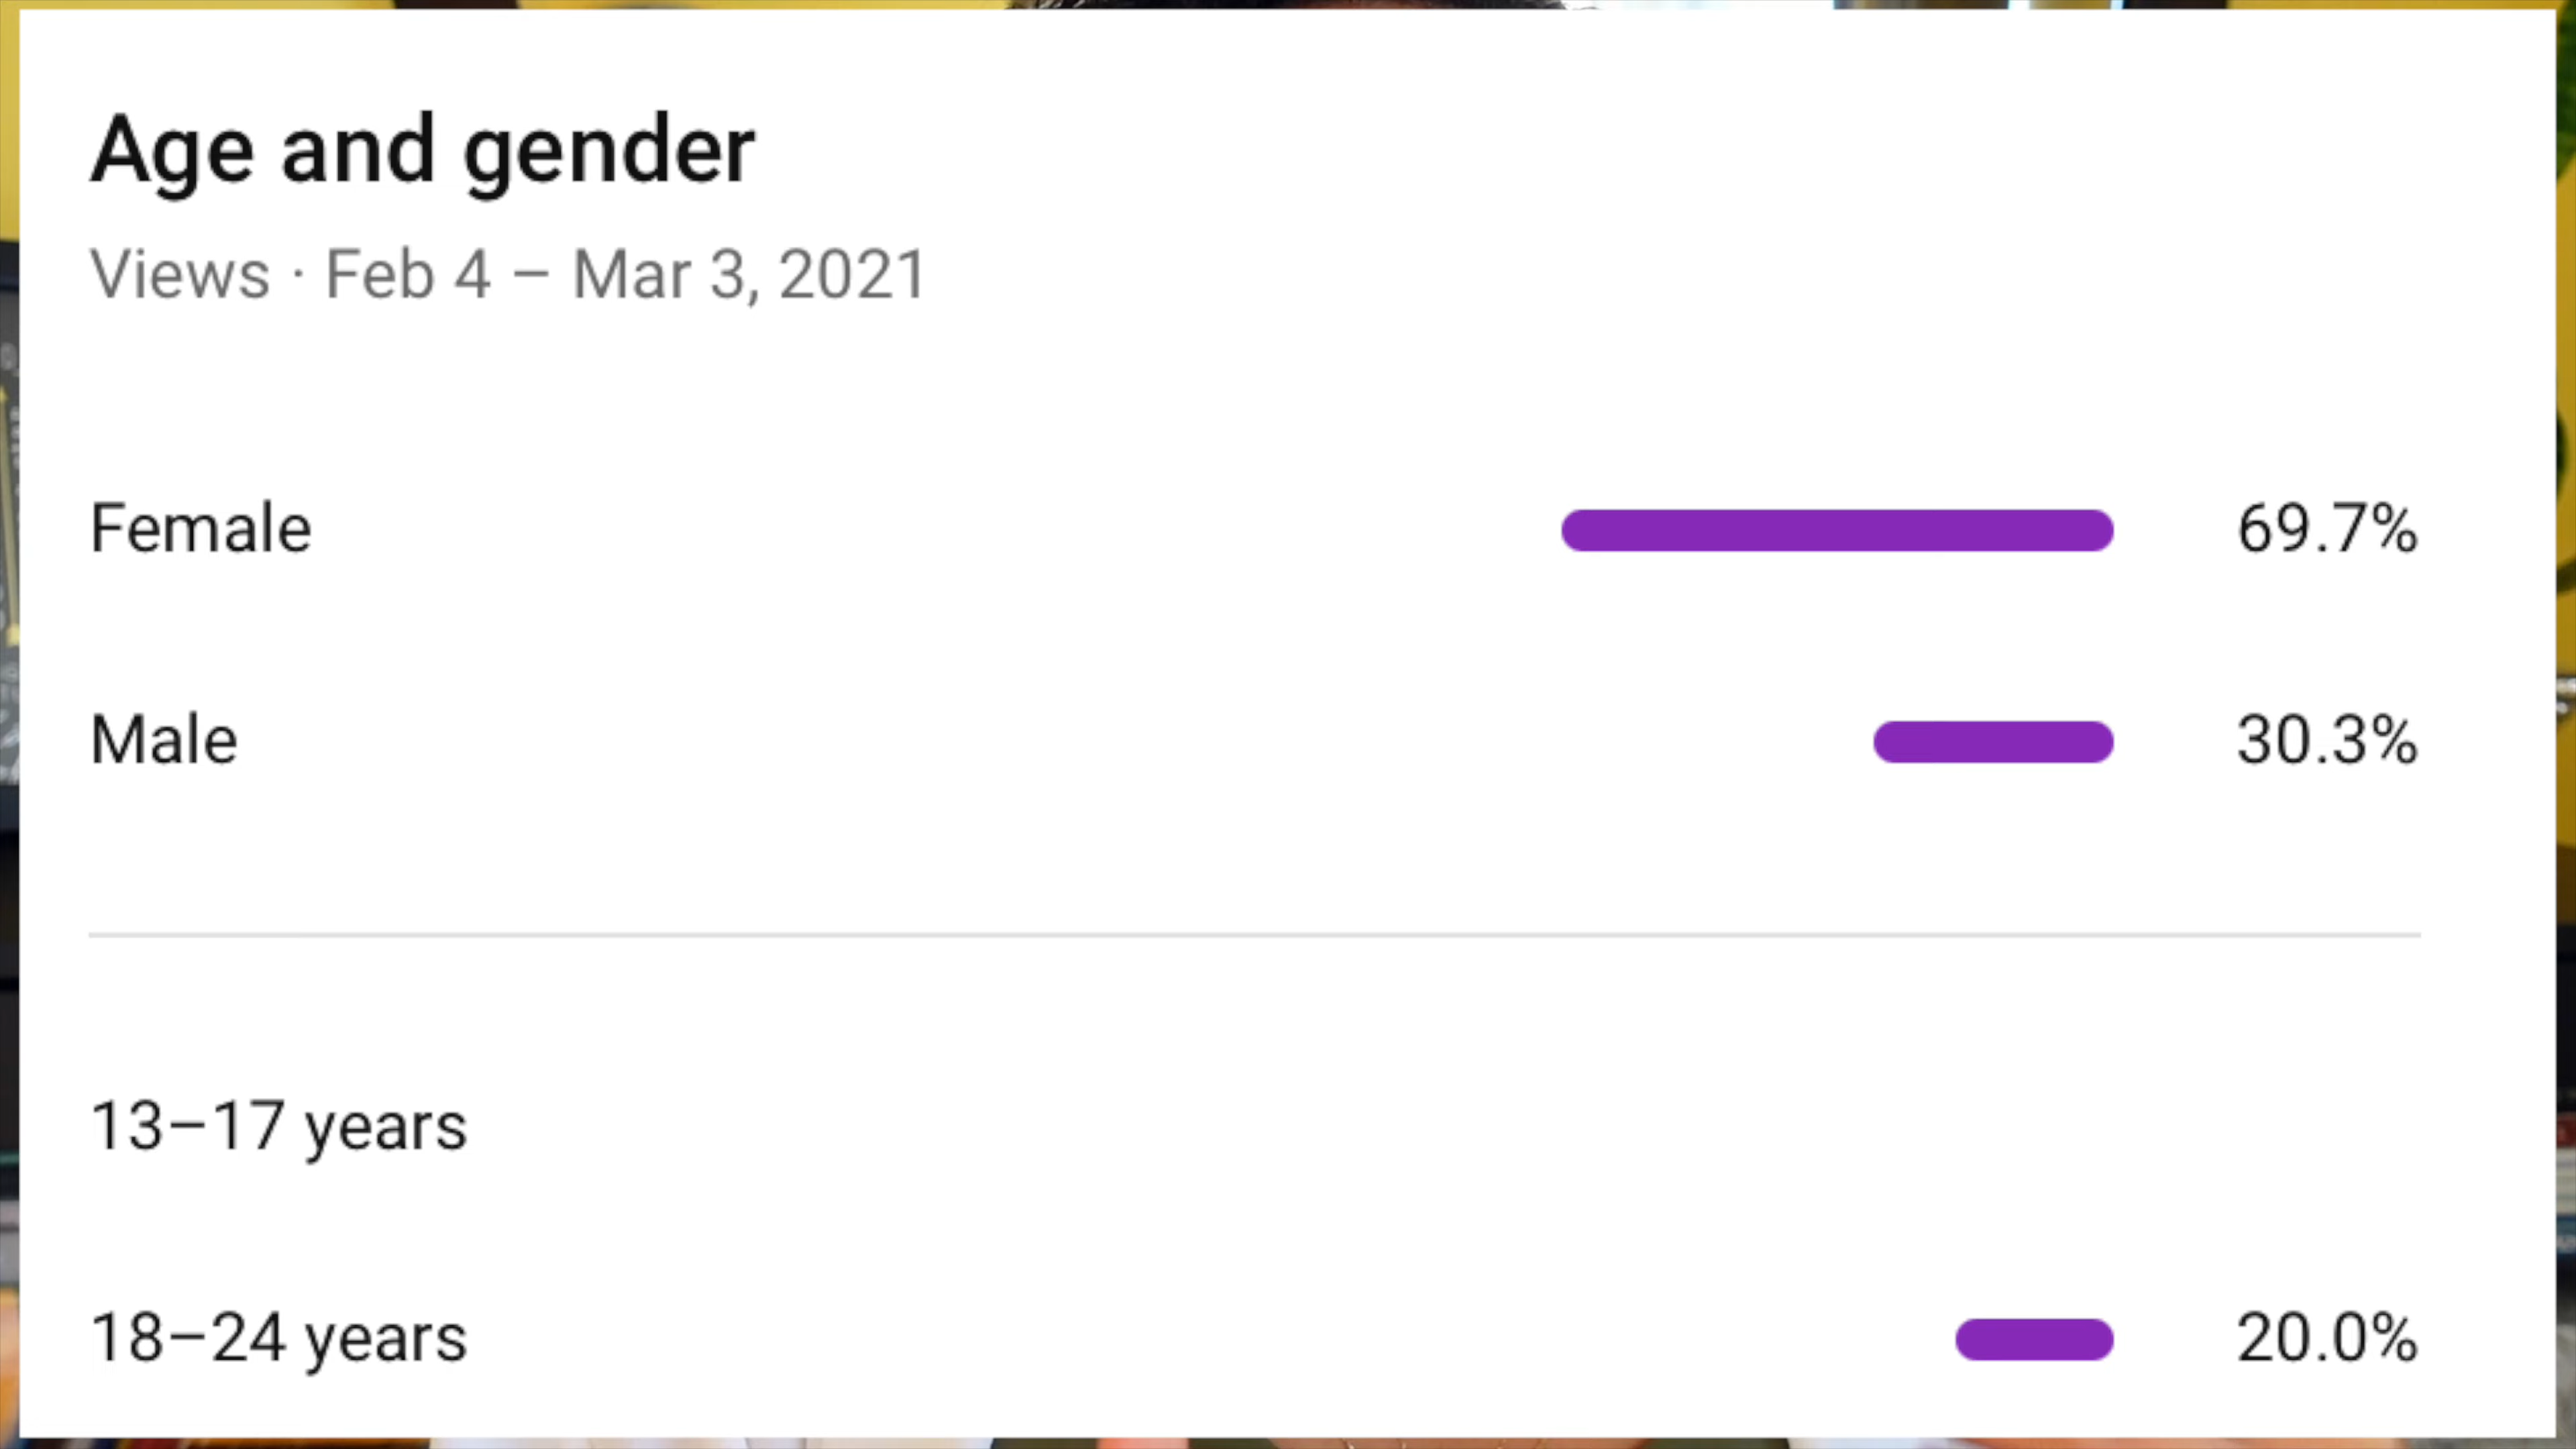 Age and gender
Views · Feb 4 – Mar 3, 2021
Female 69.7%
Male 30.3%
13–17 years
18–24 years 20.0%